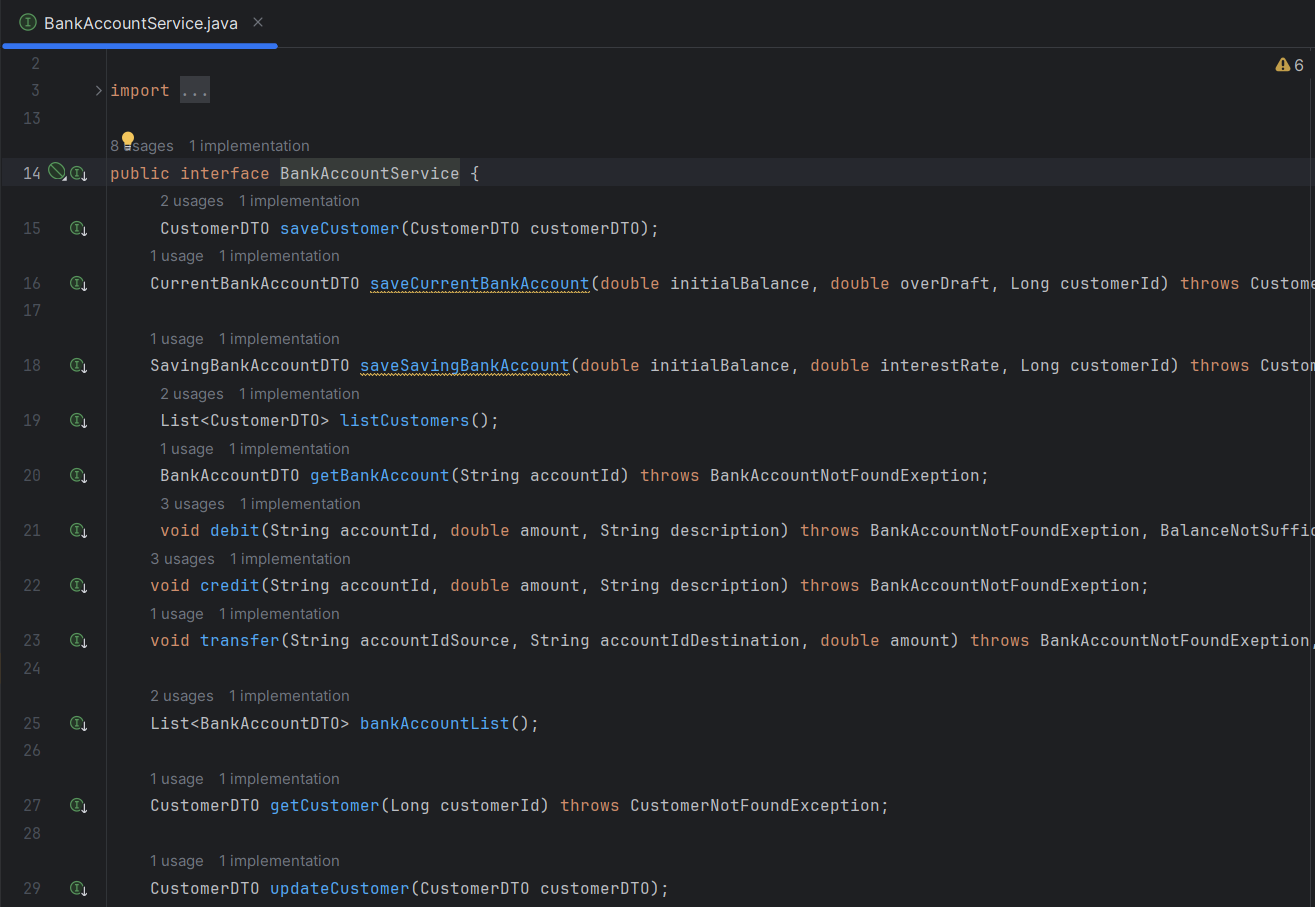 BankAccountService.java
6
2
3 import ...
13
8 usages 1 implementation
14 public interface BankAccountService {
2 usages 1 implementation
15 CustomerDTO saveCustomer(CustomerDTO customerDTO);
1 usage 1 implementation
16 CurrentBankAccountDTO saveCurrentBankAccount(double initialBalance, double overDraft, Long customerId) throws Custome
17
1 usage 1 implementation
18 SavingBankAccountDTO saveSavingBankAccount(double initialBalance, double interestRate, Long customerId) throws Custom
2 usages 1 implementation
19 List<CustomerDTO> listCustomers();
1 usage 1 implementation
20 BankAccountDTO getBankAccount(String accountId) throws BankAccountNotFoundExeption;
3 usages 1 implementation
21 void debit(String accountId, double amount, String description) throws BankAccountNotFoundExeption, BalanceNotSuffic
3 usages 1 implementation
22 void credit(String accountId, double amount, String description) throws BankAccountNotFoundExeption;
1 usage 1 implementation
23 void transfer(String accountIdSource, String accountIdDestination, double amount) throws BankAccountNotFoundExeption,
24
2 usages 1 implementation
25 List<BankAccountDTO> bankAccountList();
26
1 usage 1 implementation
27 CustomerDTO getCustomer(Long customerId) throws CustomerNotFoundException;
28
1 usage 1 implementation
29 CustomerDTO updateCustomer(CustomerDTO customerDTO);